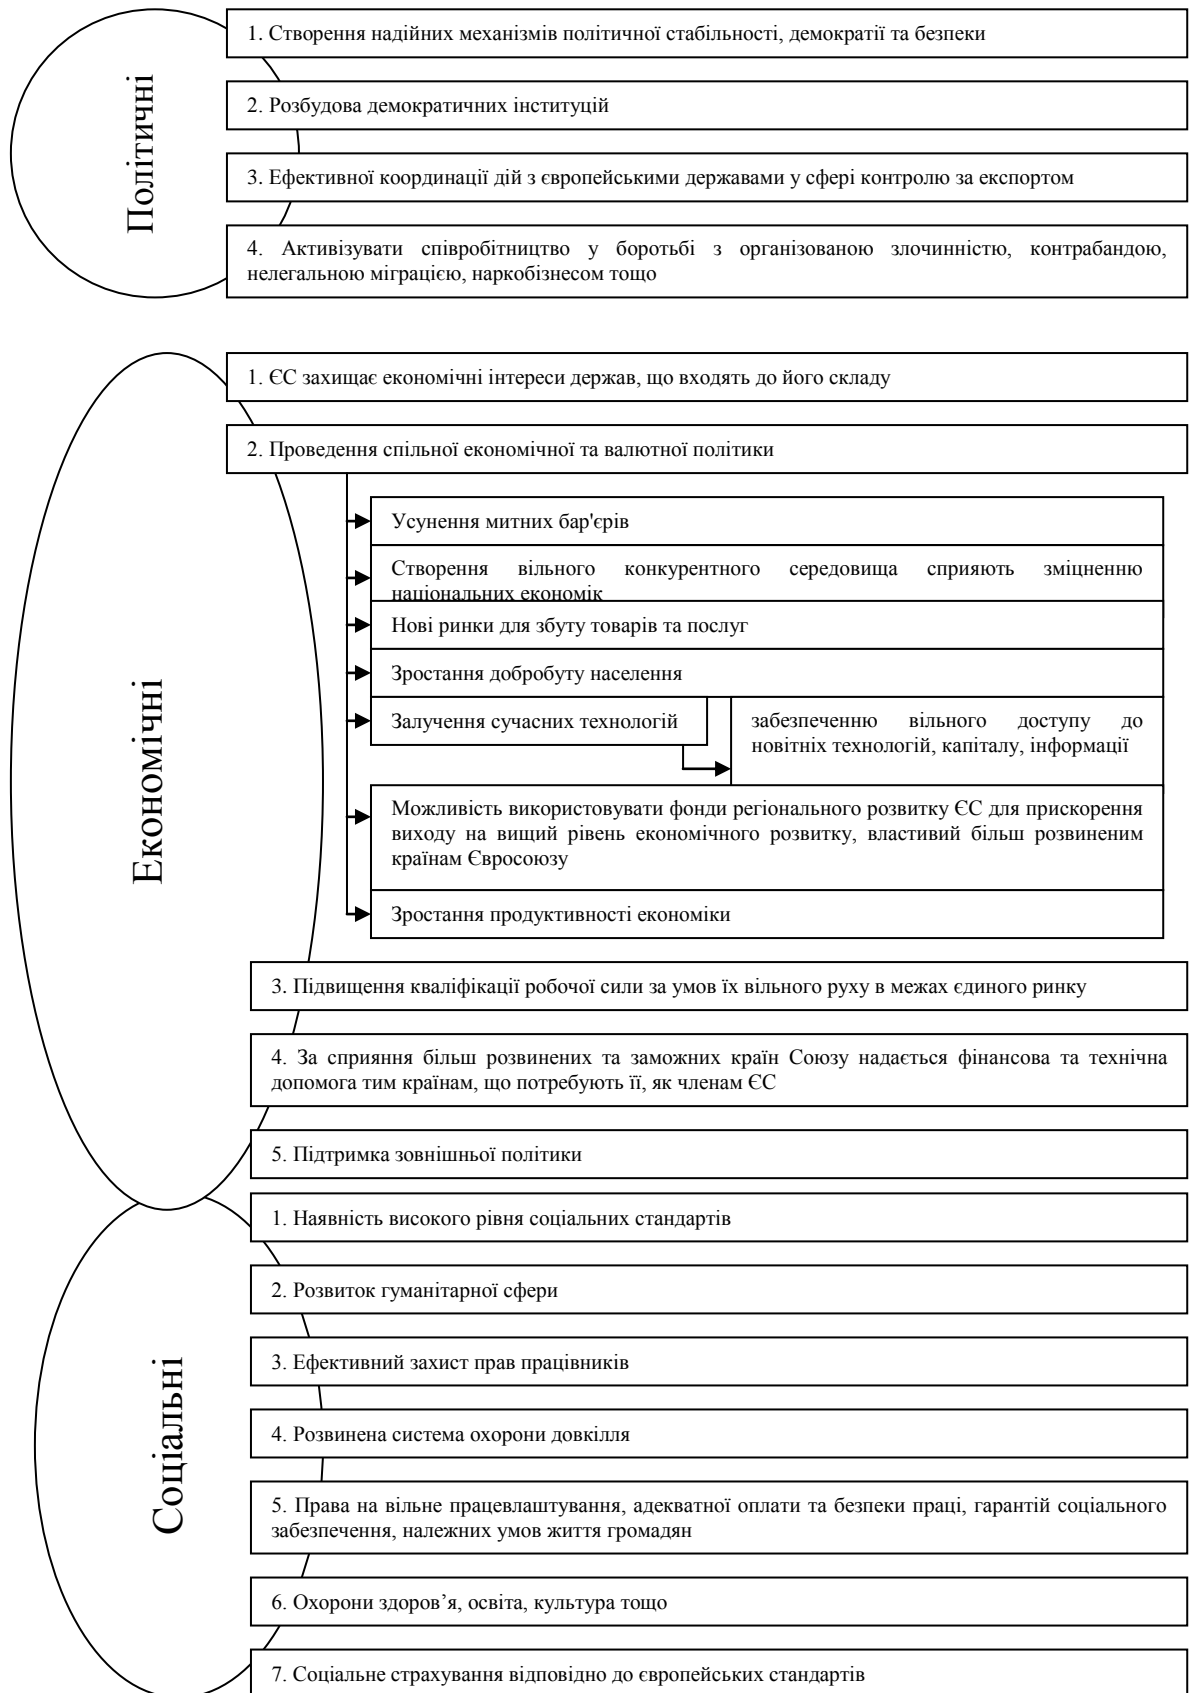 Політичні
1. Створення надійних механізмів політичної стабільності, демократії та безпеки
2. Розбудова демократичних інституцій
3. Ефективної координації дій з європейськими державами у сфері контролю за експортом
4. Активізувати співробітництво у боротьбі з організованою злочинністю, контрабандою,
нелегальною міграцією, наркобізнесом тощо
Економічні
1. ЄС захищає економічні інтереси держав, що входять до його складу
2. Проведення спільної економічної та валютної політики
Усунення митних бар'єрів
Створення вільного конкурентного середовища сприяють зміцненню
національних економік
Нові ринки для збуту товарів та послуг
Зростання добробуту населення
Залучення сучасних технологій
забезпеченню вільного доступу до
новітніх технологій, капіталу, інформації
Можливість використовувати фонди регіонального розвитку ЄС для прискорення
виходу на вищий рівень економічного розвитку, властивий більш розвиненим
країнам Євросоюзу
Зростання продуктивності економіки
3. Підвищення кваліфікації робочої сили за умов їх вільного руху в межах єдиного ринку
4. За сприяння більш розвинених та заможних країн Союзу надається фінансова та технічна
допомога тим країнам, що потребують її, як членам ЄС
5. Підтримка зовнішньої політики
Соціальні
1. Наявність високого рівня соціальних стандартів
2. Розвиток гуманітарної сфери
3. Ефективний захист прав працівників
4. Розвинена система охорони довкілля
5. Права на вільне працевлаштування, адекватної оплати та безпеки праці, гарантій соціального
забезпечення, належних умов життя громадян
6. Охорони здоров’я, освіта, культура тощо
7. Соціальне страхування відповідно до європейських стандартів